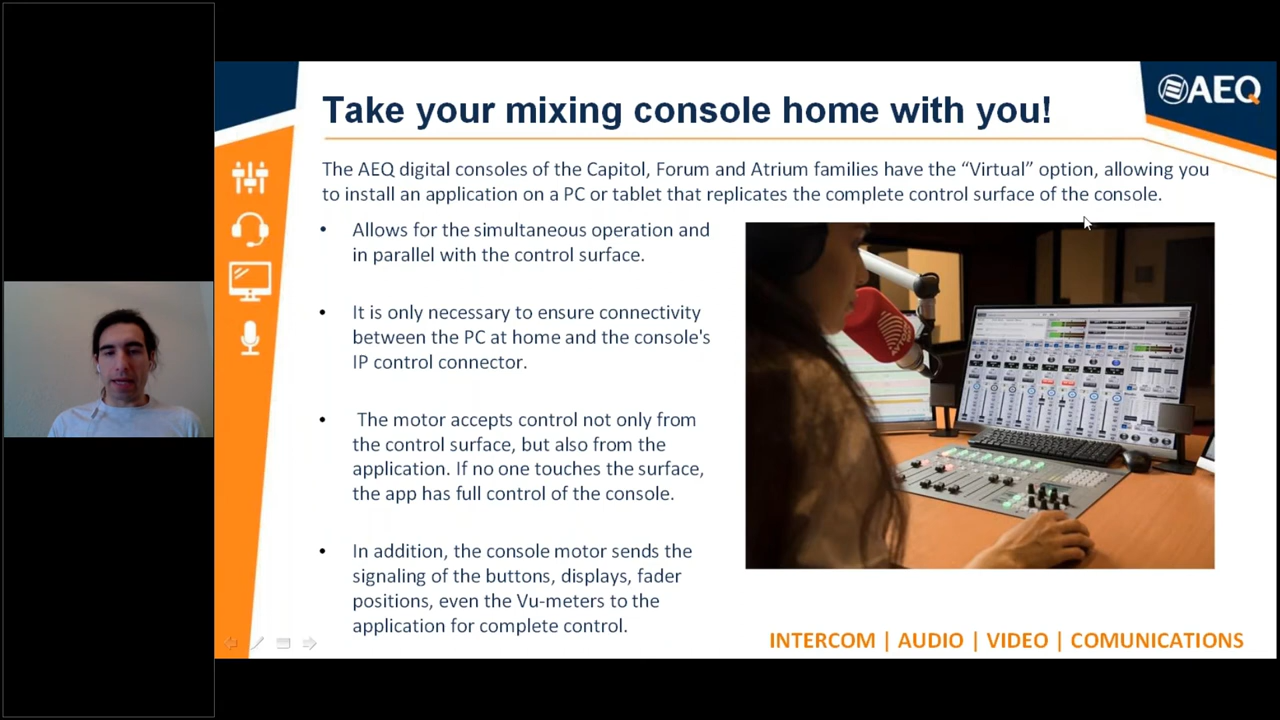 Take your mixing console home with you!
AEQ
The AEQ digital consoles of the Capitol, Forum and Atrium families have the “Virtual” option, allowing you
to install an application on a PC or tablet that replicates the complete control surface of the console.
• Allows for the simultaneous operation and
in parallel with the control surface.
• It is only necessary to ensure connectivity
between the PC at home and the console's
IP control connector.
• The motor accepts control not only from
the control surface, but also from the
application. If no one touches the surface,
the app has full control of the console.
• In addition, the console motor sends the
signaling of the buttons, displays, fader
positions, even the Vu-meters to the
application for complete control.
INTERCOM | AUDIO | VIDEO | COMUNICATIONS